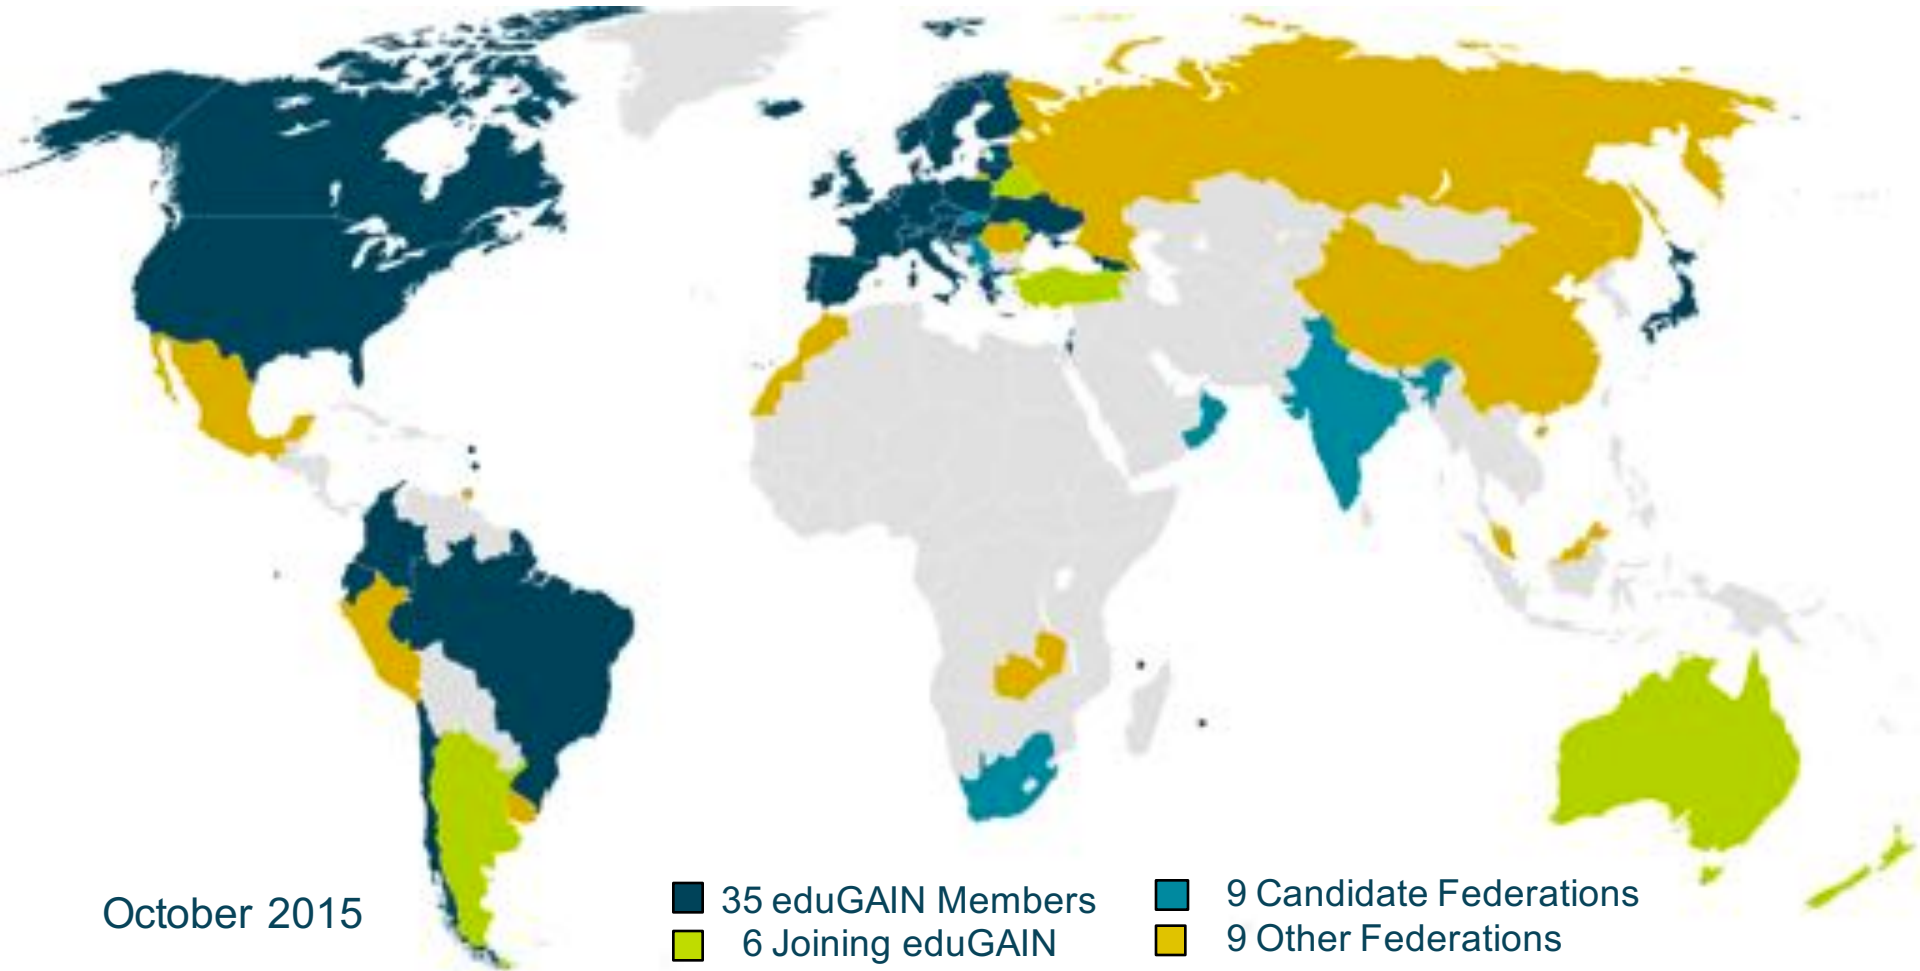 October 2015
35 eduGAIN Members
6 Joining eduGAIN
9 Candidate Federations
9 Other Federations